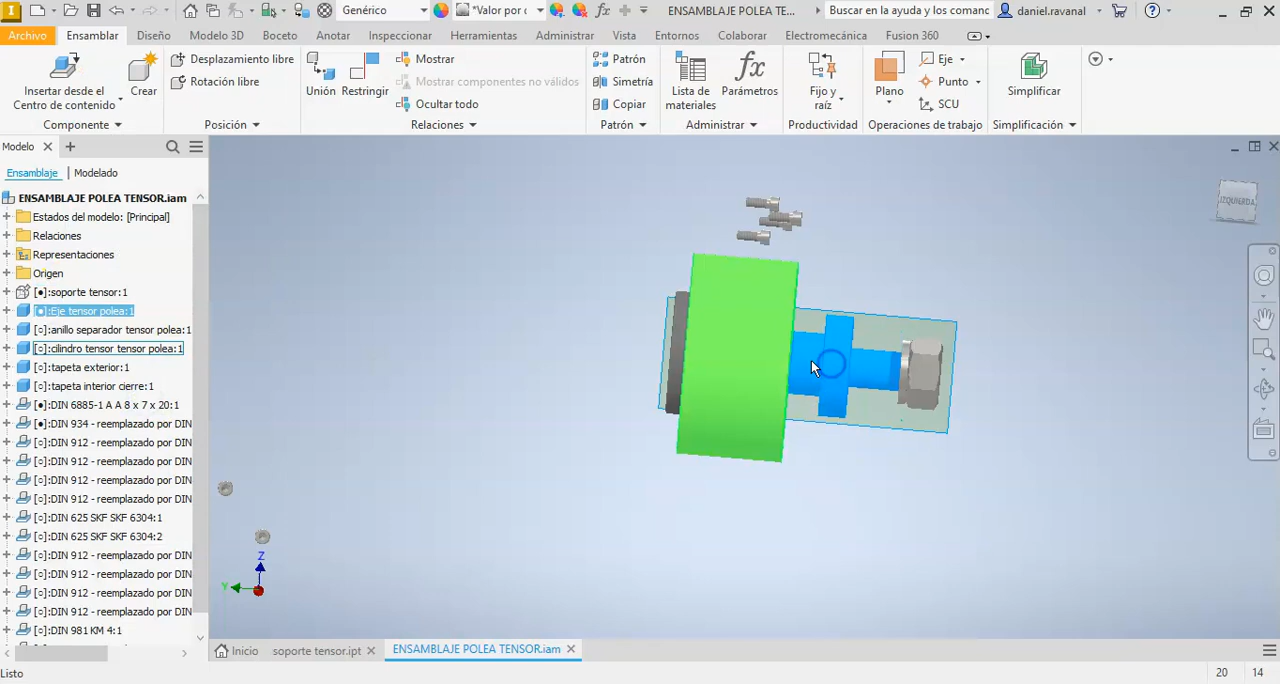 Genérico
*Valor por c
ENSAMBLAJE POLEA TE...
Buscar en la ayuda y los comanc
daniel.ravanal
Archivo Ensamblar Diseño Modelo 3D Boceto Anotar Inspeccionar Herramientas Administrar Vista Entornos Colaborar Electromecánica Fusion 360
Insertar desde el
Centro de contenido
Crear
Componente
Desplazamiento libre
Rotación libre
Posición
Unión
Restringir
Mostrar
Mostrar componentes no válidos
Ocultar todo
Relaciones
Patrón
Simetría
Copiar
Patrón
Lista de
materiales
fx
Parámetros
Administrar
Fijo y
raíz
Productividad
Plano
Eje
Punto
SCU
Operaciones de trabajo
Simplificar
Simplificación
Modelo
Ensamblaje Modelado
ENSAMBLAJE POLEA TENSOR.iam
Estados del modelo: [Principal]
Relaciones
Representaciones
Origen
[●]:soporte tensor:1
[●]:Eje tensor polea:1
[○]:anillo separador tensor polea:1
[○]:cilindro tensor tensor polea:1
[○]:tapeta exterior:1
[○]:tapeta interior cierre:1
[●]:DIN 6885-1 A A 8 x 7 x 20:1
[●]:DIN 934 - reemplazado por DIN
[○]:DIN 912 - reemplazado por DIN
[○]:DIN 912 - reemplazado por DIN
[○]:DIN 912 - reemplazado por DIN
[○]:DIN 912 - reemplazado por DIN
[○]:DIN 625 SKF SKF 6304:1
[○]:DIN 625 SKF SKF 6304:2
[○]:DIN 912 - reemplazado por DIN
[○]:DIN 912 - reemplazado por DIN
[○]:DIN 912 - reemplazado por DIN
[○]:DIN 912 - reemplazado por DIN
[○]:DIN 981 KM 4:1
IZQUIERDA
Z
Y
Inicio
soporte tensor.ipt
ENSAMBLAJE POLEA TENSOR.iam
Listo
20 14